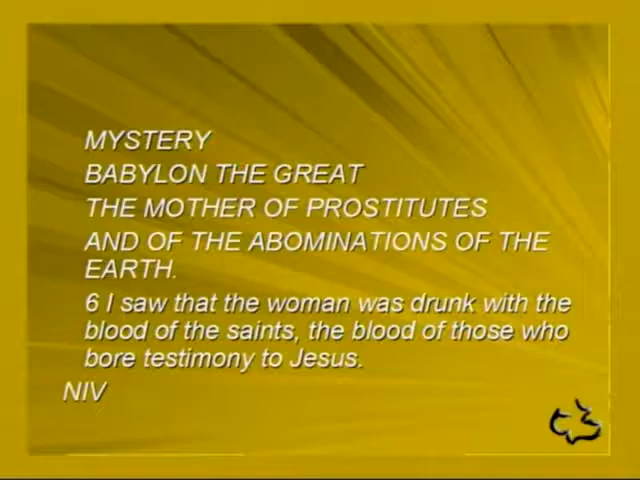 MYSTERY
BABYLON THE GREAT
THE MOTHER OF PROSTITUTES
AND OF THE ABOMINATIONS OF THE
EARTH.
6 I saw that the woman was drunk with the
blood of the saints, the blood of those who
bore testimony to Jesus.
NIV